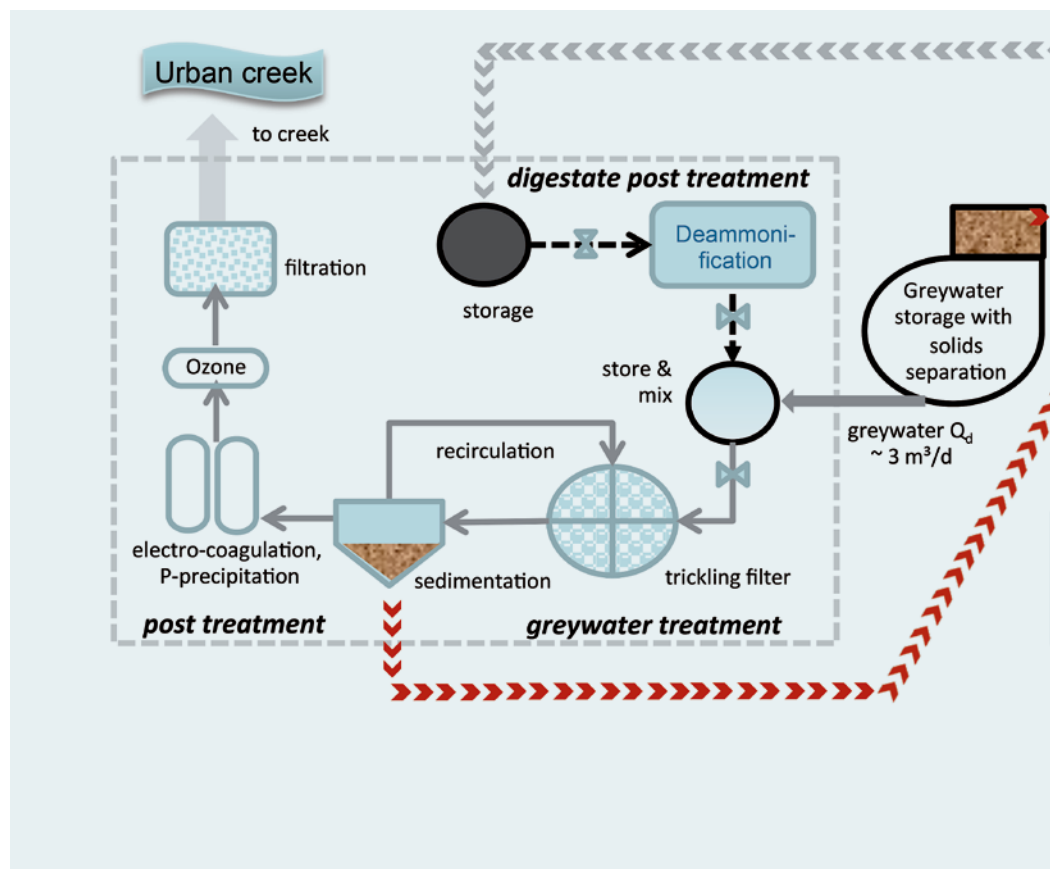 Urban creek
to creek
digestate post treatment
Deammoni-
fication
filtration
storage
Greywater
storage with
solids
separation
Ozone
store &
mix
recirculation
greywater Qd
~ 3 m³/d
electro-coagulation,
P-precipitation
sedimentation
trickling filter
post treatment
greywater treatment